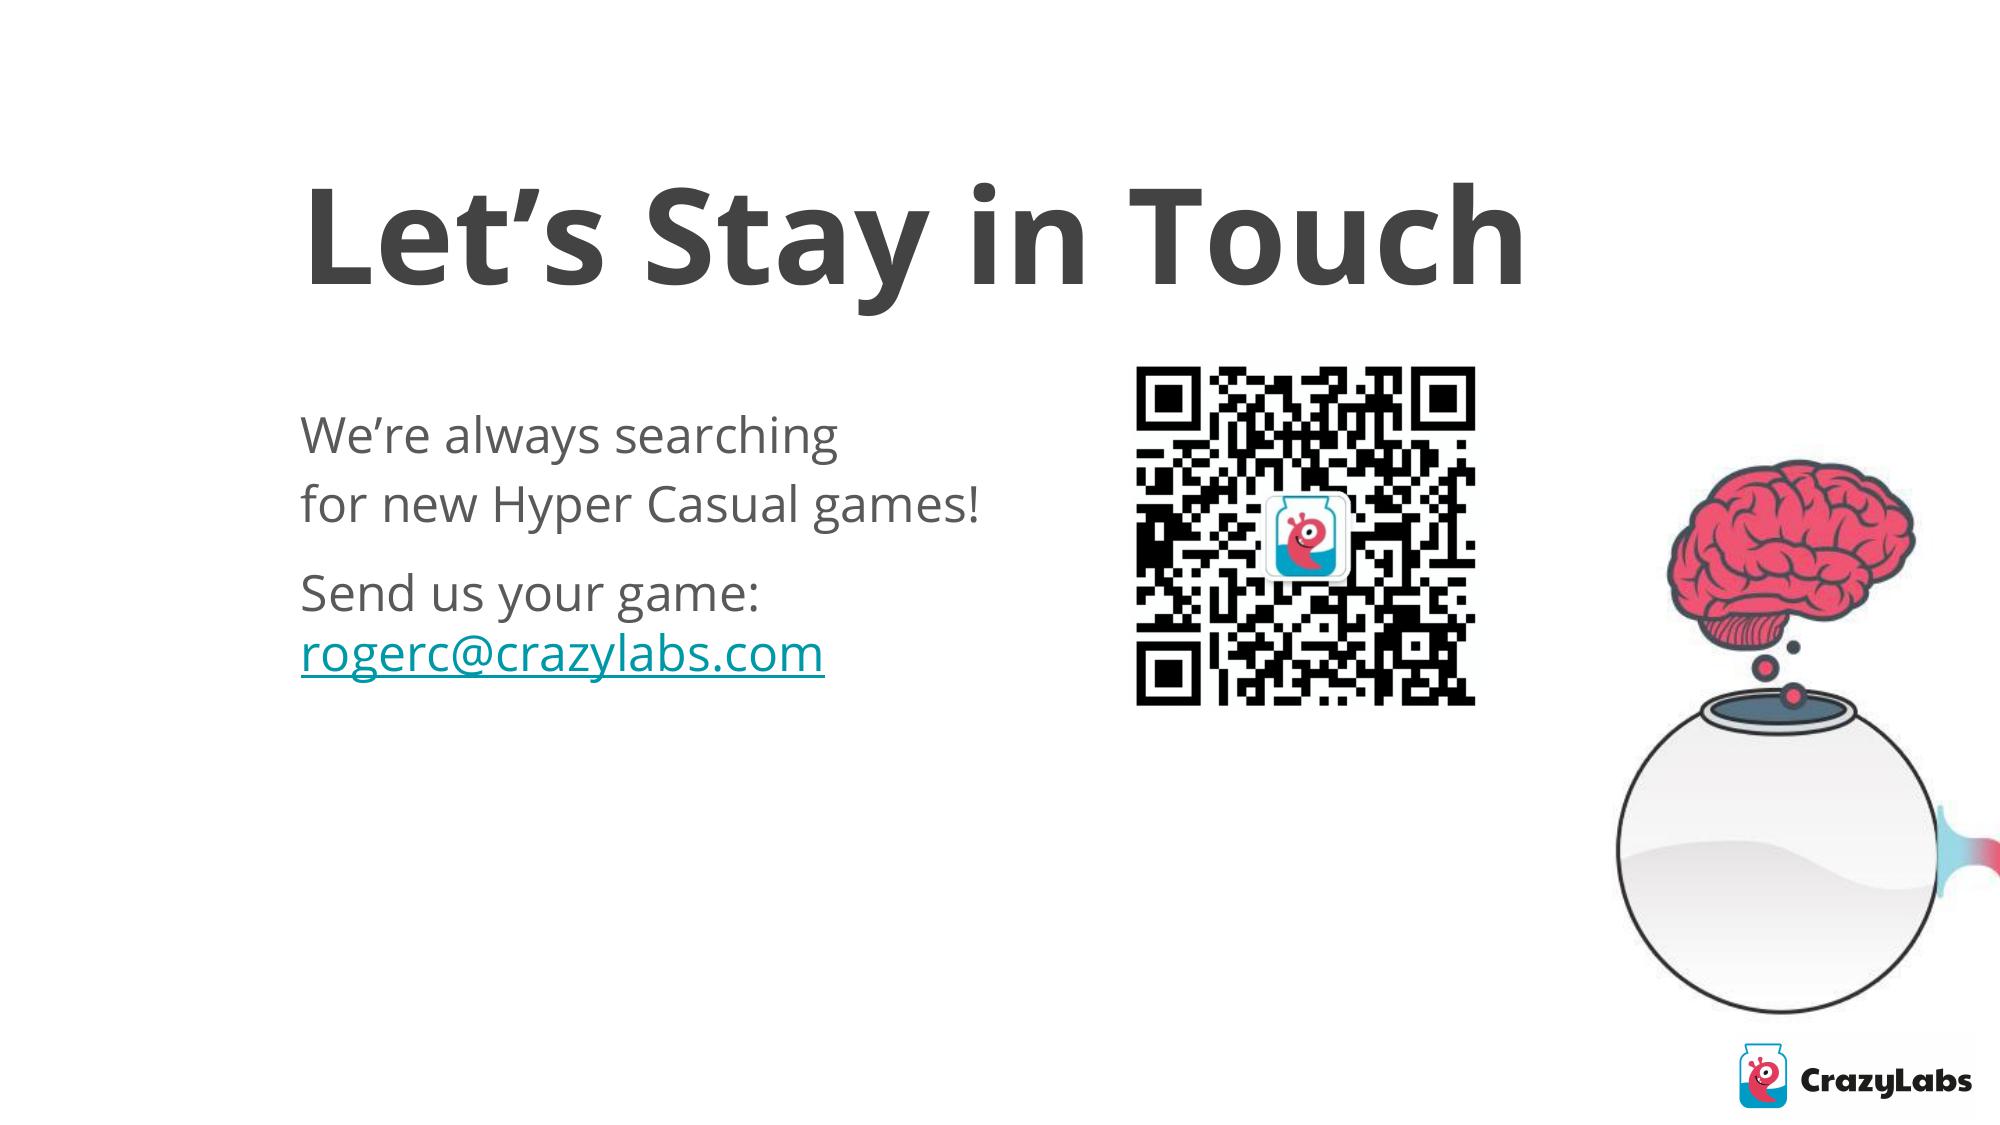 Let’s Stay in Touch
We’re always searching
for new Hyper Casual games!
Send us your game:
rogerc@crazylabs.com
CrazyLabs